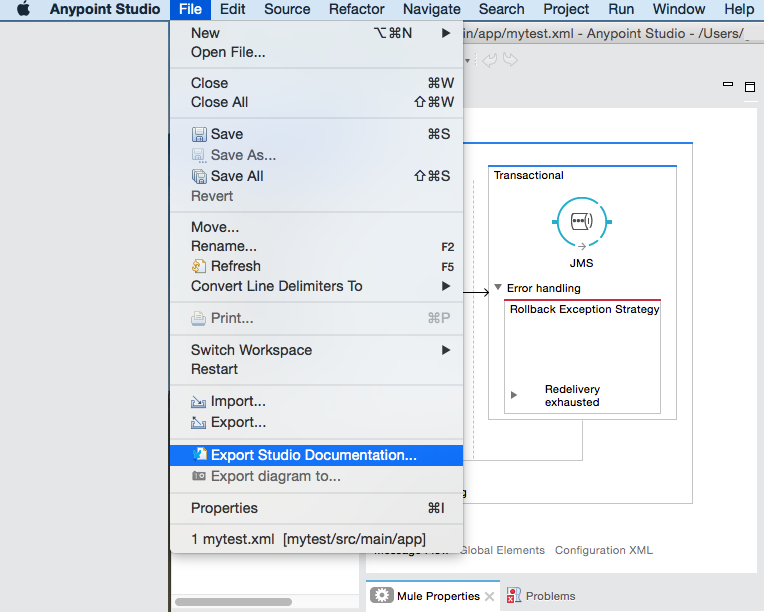 Anypoint Studio File Edit Source Refactor Navigate Search Project Run Window Help
New ⌥⌘N ▶
Open File...
in/app/mytest.xml - Anypoint Studio - /Users/
Close ⌘W
Close All ⇧⌘W
Save ⌘S
Save As...
Save All ⇧⌘S
Revert
Move...
Rename... F2
Refresh F5
Convert Line Delimiters To ▶
Print... ⌘P
Switch Workspace ▶
Restart
Import...
Export...
Export Studio Documentation...
Export diagram to...
Properties ⌘I
1 mytest.xml [mytest/src/main/app]
Transactional
JMS
Error handling
Rollback Exception Strategy
Redelivery
exhausted
Global Elements Configuration XML
Mule Properties Problems